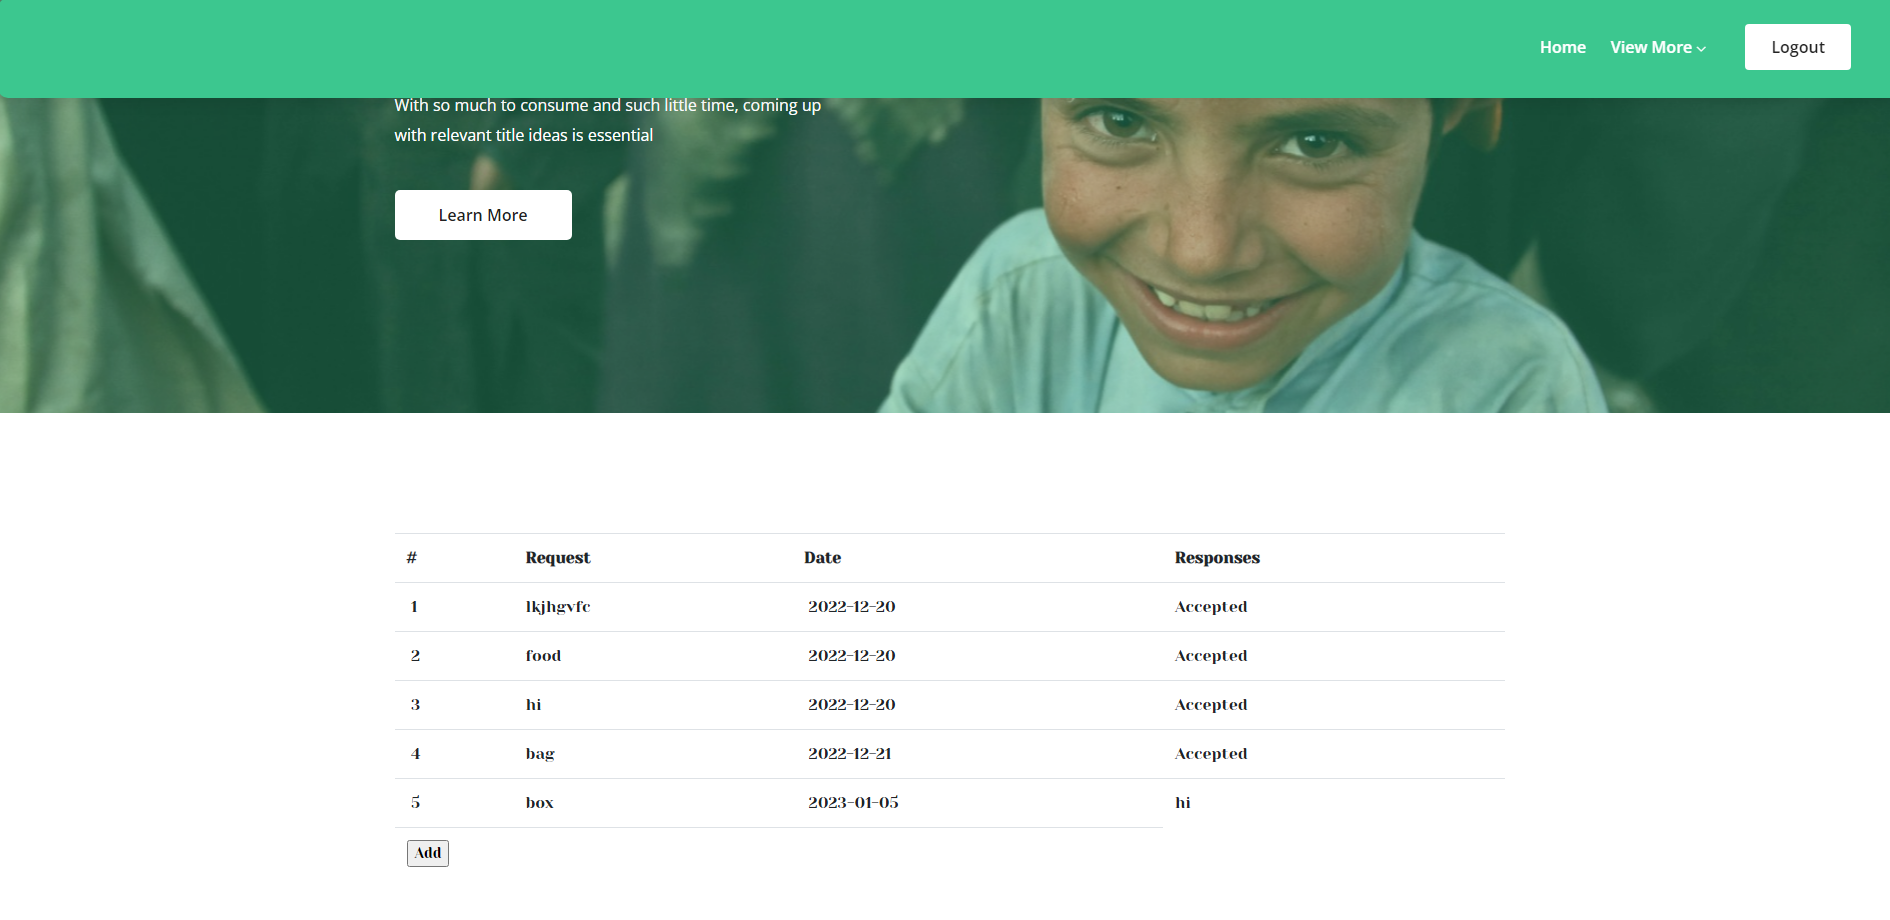 Home View More Logout
With so much to consume and such little time, coming up
with relevant title ideas is essential
Learn More
# Request Date Responses
1 lkjhgvfc 2022-12-20 Accepted
2 food 2022-12-20 Accepted
3 hi 2022-12-20 Accepted
4 bag 2022-12-21 Accepted
5 box 2023-01-05 hi
Add